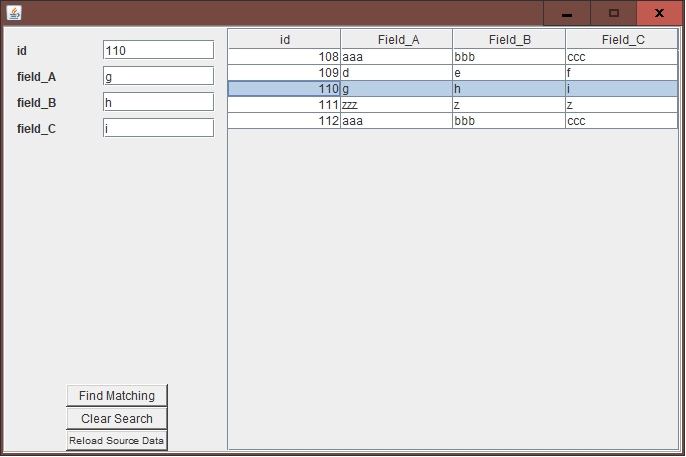 id 110
field_A g
field_B h
field_C i
Find Matching
Clear Search
Reload Source Data
id Field_A Field_B Field_C
108 aaa bbb ccc
109 d e f
110 g h i
111 zzz z z
112 aaa bbb ccc